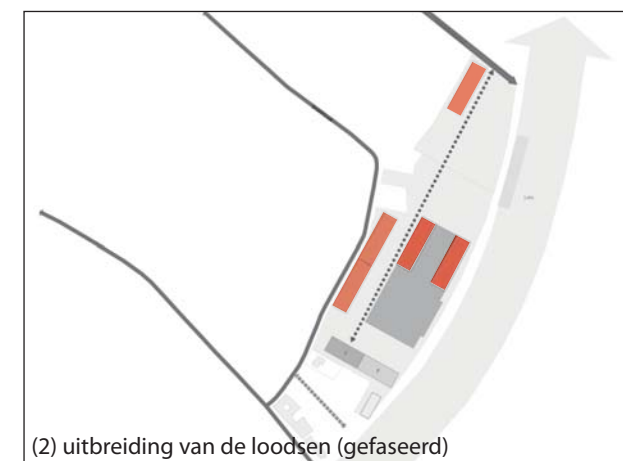 (2) uitbreiding van de loodsen (gefaseerd)